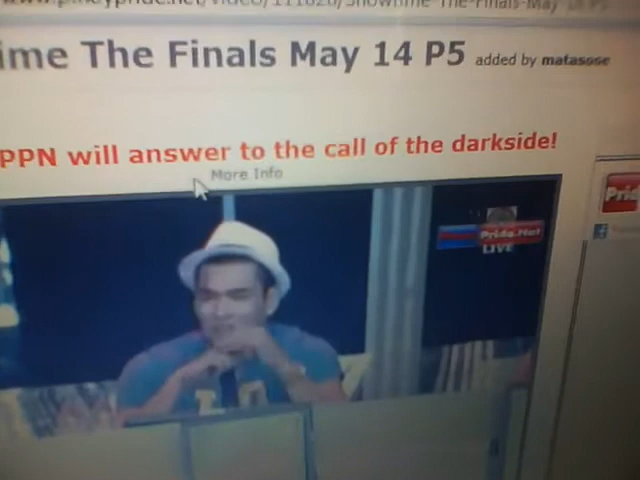 ime The Finals May 14 P5 added by matasose
PPN will answer to the call of the darkside!
More Info
Pride.Net
LIVE